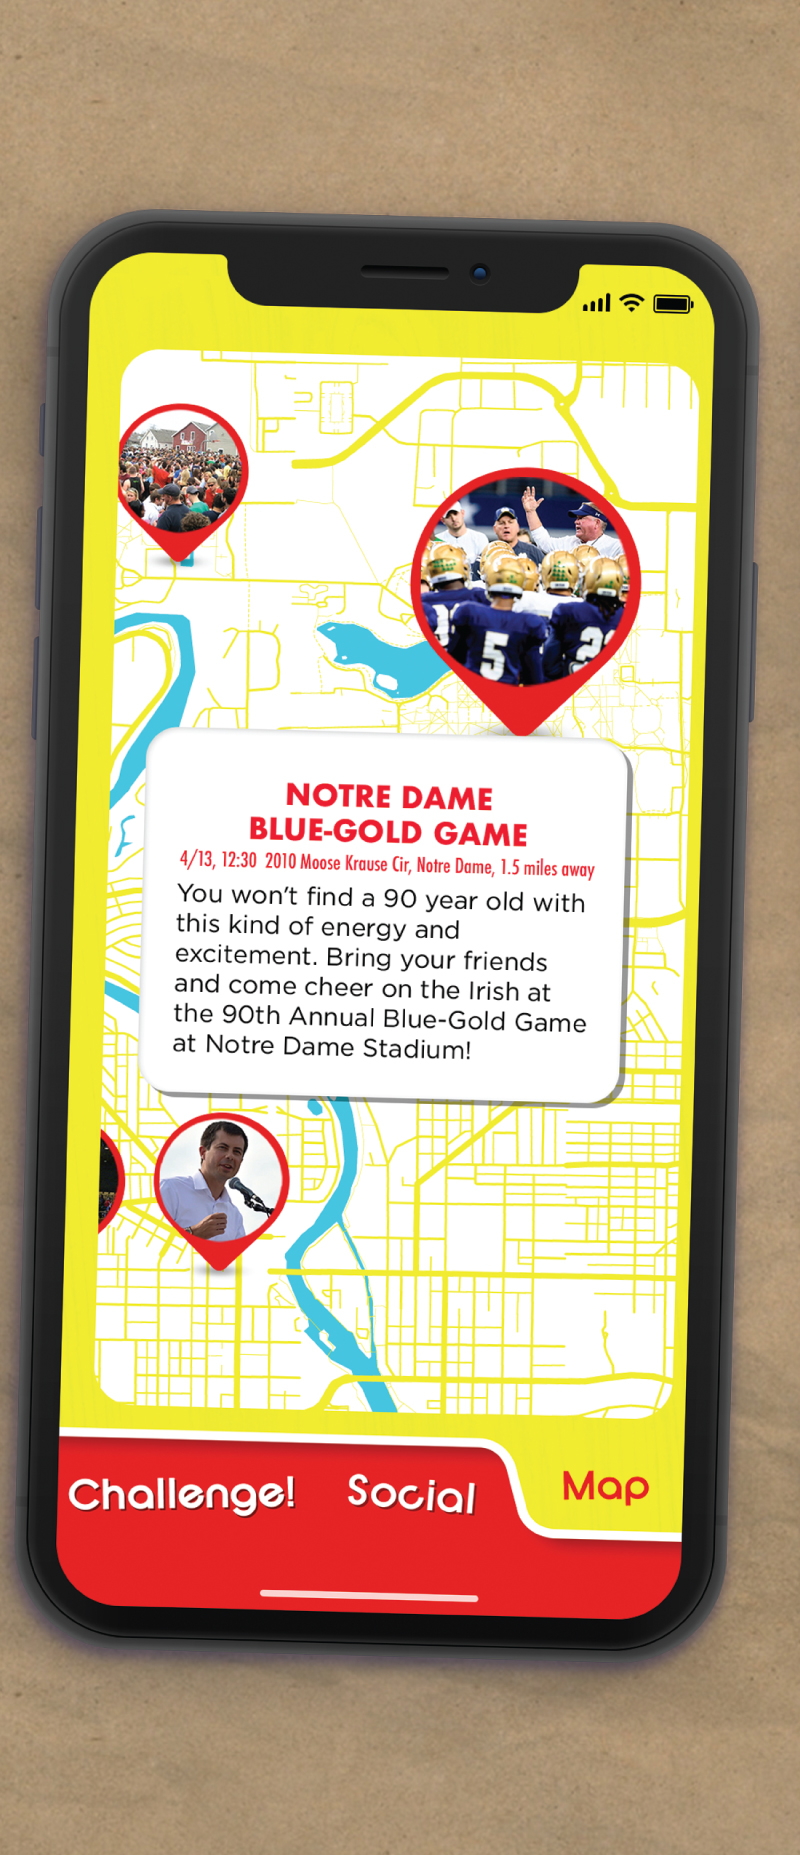 5
2
NOTRE DAME
BLUE-GOLD GAME
4/13, 12:30 2010 Moose Krause Cir, Notre Dame, 1.5 miles away
You won't find a 90 year old with
this kind of energy and
excitement. Bring your friends
and come cheer on the Irish at
the 90th Annual Blue-Gold Game
at Notre Dame Stadium!
Challenge! Social Map